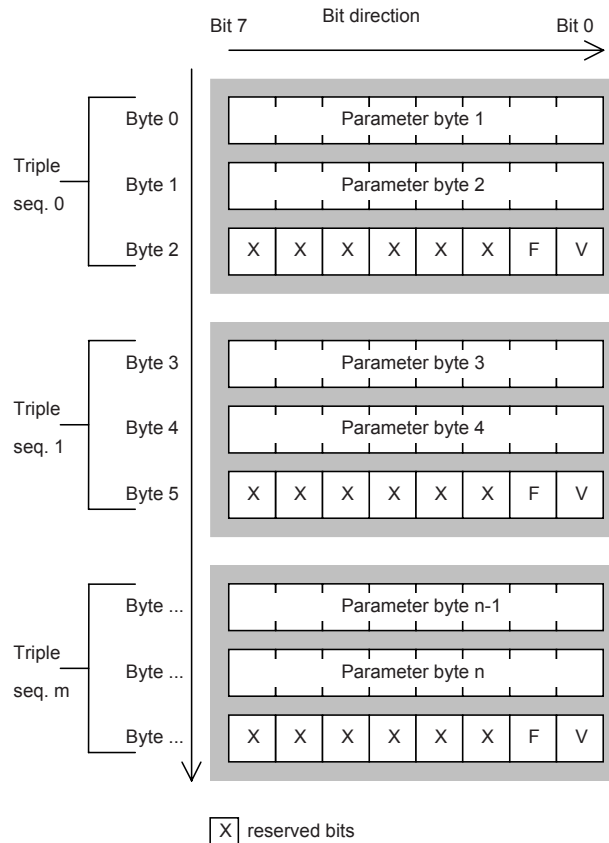 Bit direction
Bit 7 Bit 0
Byte 0 Parameter byte 1
Triple seq. 0
Byte 1 Parameter byte 2
Byte 2 X X X X X X F V
Byte 3 Parameter byte 3
Triple seq. 1
Byte 4 Parameter byte 4
Byte 5 X X X X X X F V
Byte ... Parameter byte n-1
Triple seq. m
Byte ... Parameter byte n
Byte ... X X X X X X F V
X reserved bits